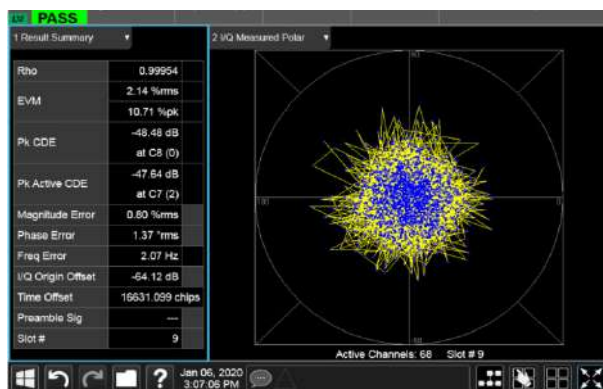 LV PASS
1 Result Summary
2 I/Q Measured Polar
Rho 0.99954
EVM 2.14 %rms
10.71 %pk
Pk CDE -48.48 dB
at C8 (0)
Pk Active CDE -47.64 dB
at C7 (2)
Magnitude Error 0.80 %rms
Phase Error 1.37 °rms
Freq Error 2.07 Hz
I/Q Origin Offset -64.12 dB
Time Offset 16631.099 chips
Preamble Sig ---
Slot # 9
Active Channels: 68 Slot # 9
?
Jan 06, 2020
3:07:06 PM